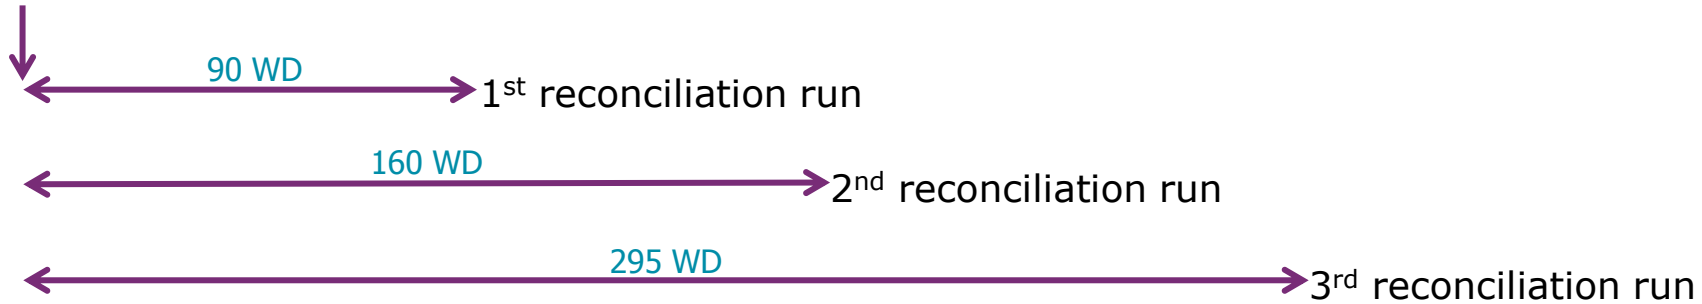 90 WD
1st reconciliation run
160 WD
2nd reconciliation run
295 WD
3rd reconciliation run